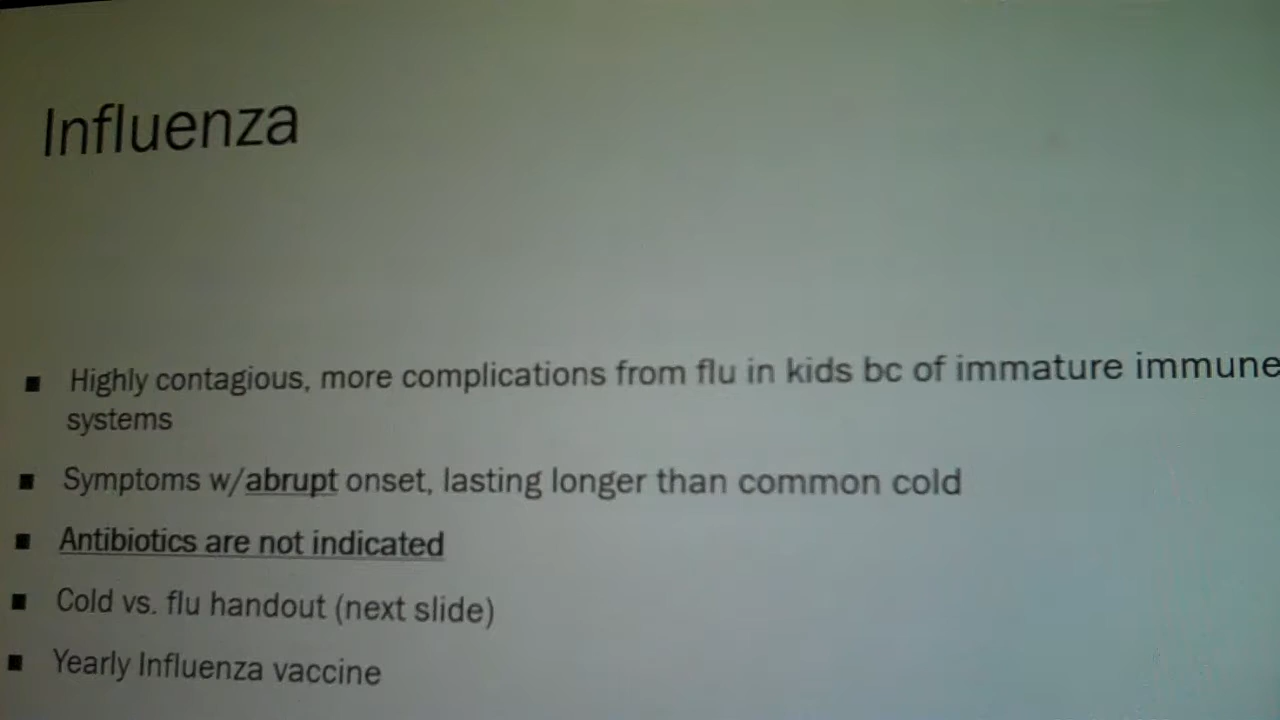 Influenza
Highly contagious, more complications from flu in kids bc of immature immune
systems
Symptoms w/abrupt onset, lasting longer than common cold
Antibiotics are not indicated
Cold vs. flu handout (next slide)
Yearly Influenza vaccine